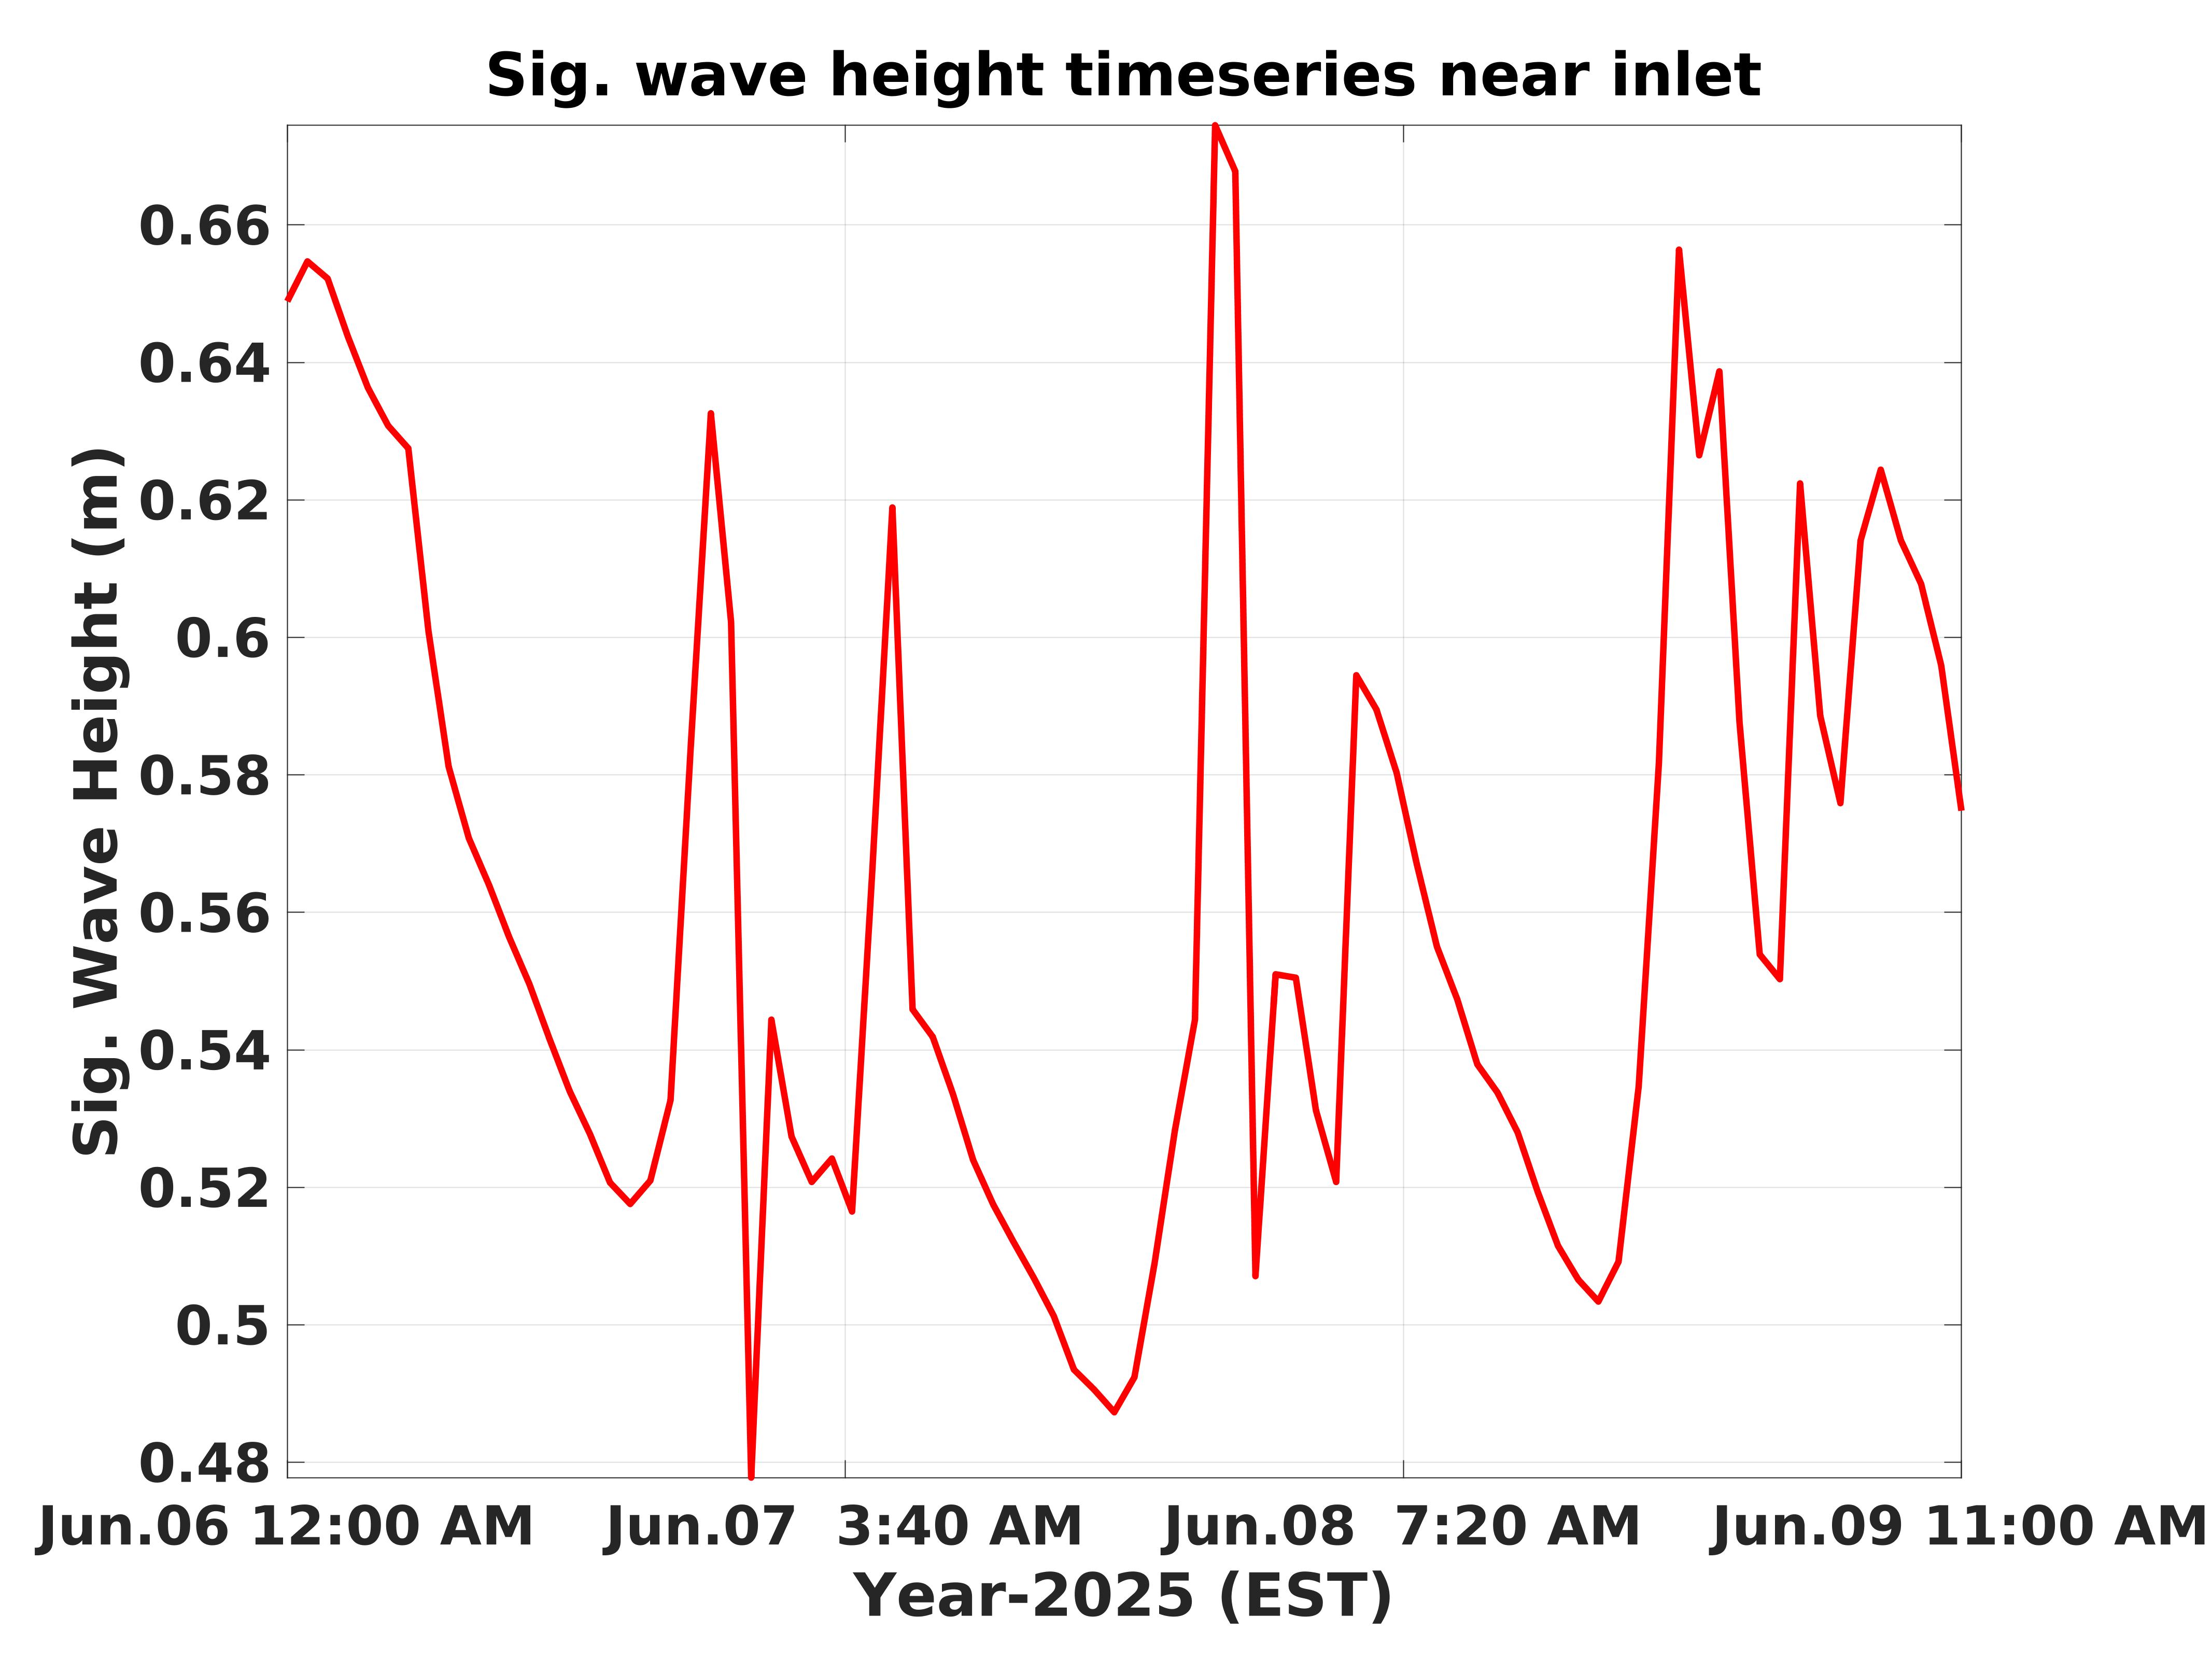 Sig. wave height timeseries near inlet
Sig. Wave Height (m)
0.66
0.64
0.62
0.6
0.58
0.56
0.54
0.52
0.5
0.48
Jun.06 12:00 AM Jun.07 3:40 AM Jun.08 7:20 AM Jun.09 11:00 AM
Year-2025 (EST)